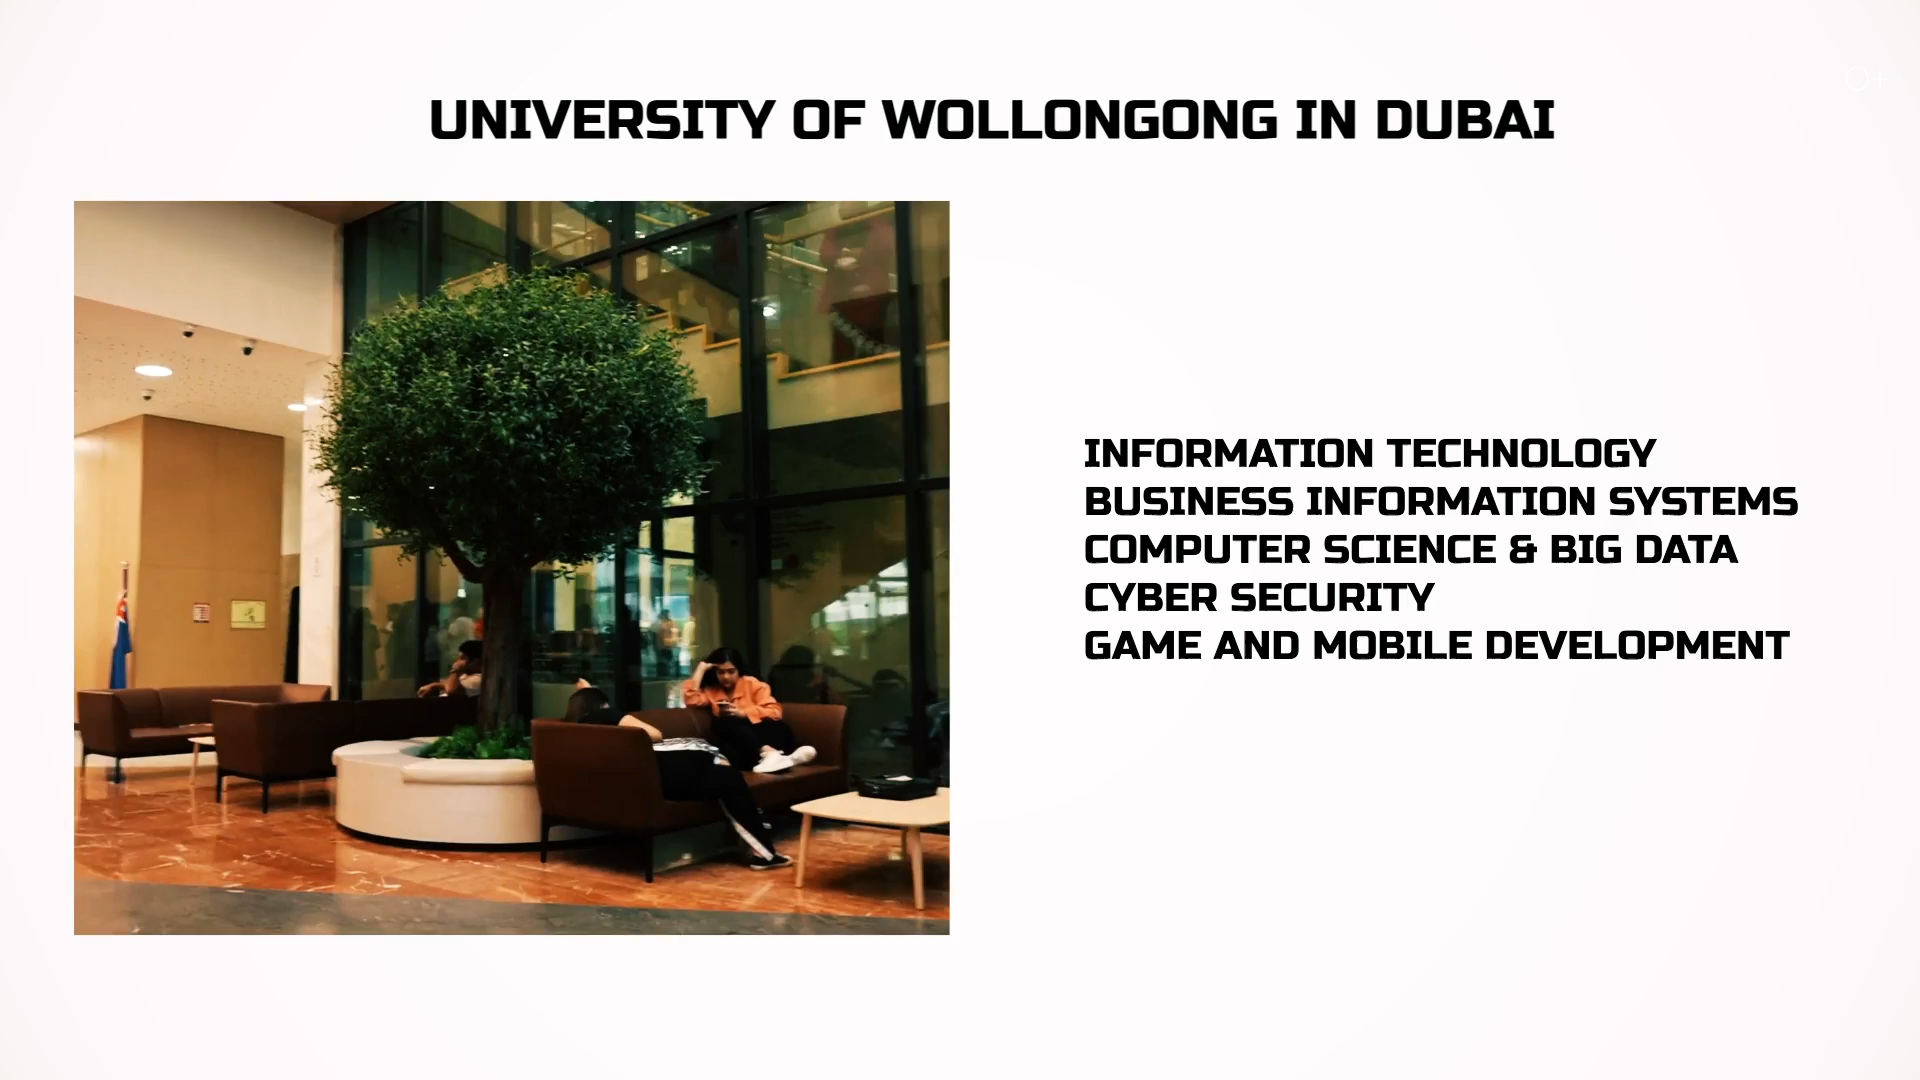 O+
UNIVERSITY OF WOLLONGONG IN DUBAI
INFORMATION TECHNOLOGY
BUSINESS INFORMATION SYSTEMS
COMPUTER SCIENCE & BIG DATA
CYBER SECURITY
GAME AND MOBILE DEVELOPMENT